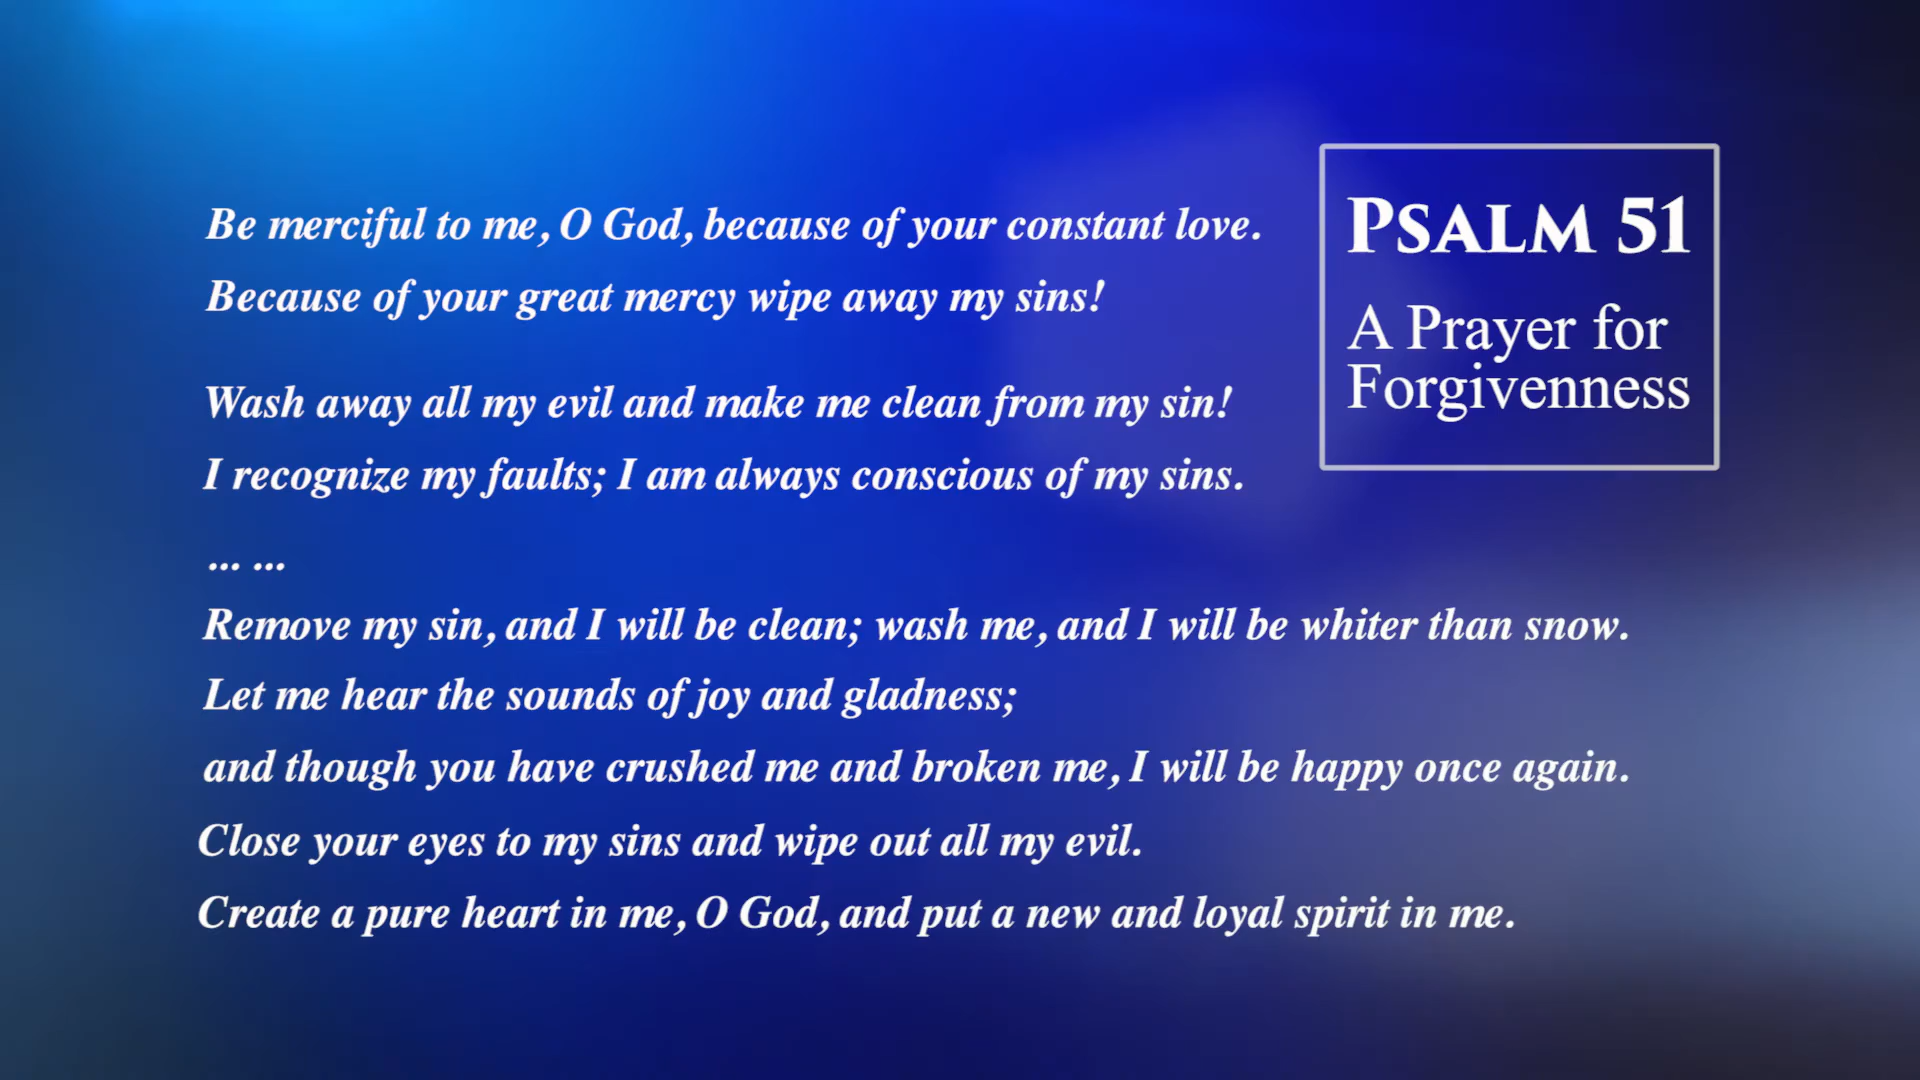 Psalm 51
A Prayer for
Forgivenness
Be merciful to me, O God, because of your constant love.
Because of your great mercy wipe away my sins!
Wash away all my evil and make me clean from my sin!
I recognize my faults; I am always conscious of my sins.
... ...
Remove my sin, and I will be clean; wash me, and I will be whiter than snow.
Let me hear the sounds of joy and gladness;
and though you have crushed me and broken me, I will be happy once again.
Close your eyes to my sins and wipe out all my evil.
Create a pure heart in me, O God, and put a new and loyal spirit in me.